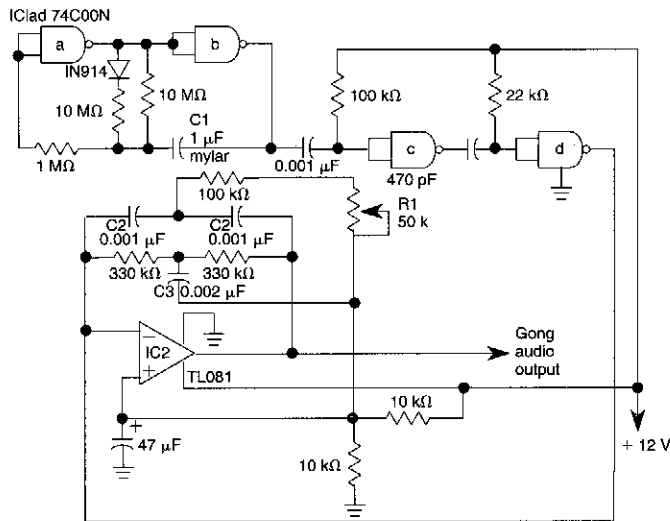 IClad 74C00N
a
b
IN914
10 MΩ
10 MΩ
C1
1 µF
mylar
1 MΩ
100 kΩ
22 kΩ
0.001 µF
c
d
470 pF
100 kΩ
R1
50 k
C2
0.001 µF
C2
0.001 µF
330 kΩ
330 kΩ
C3 0.002 µF
IC2
−
+
TL081
Gong
audio
output
10 kΩ
+
47 µF
10 kΩ
+ 12 V